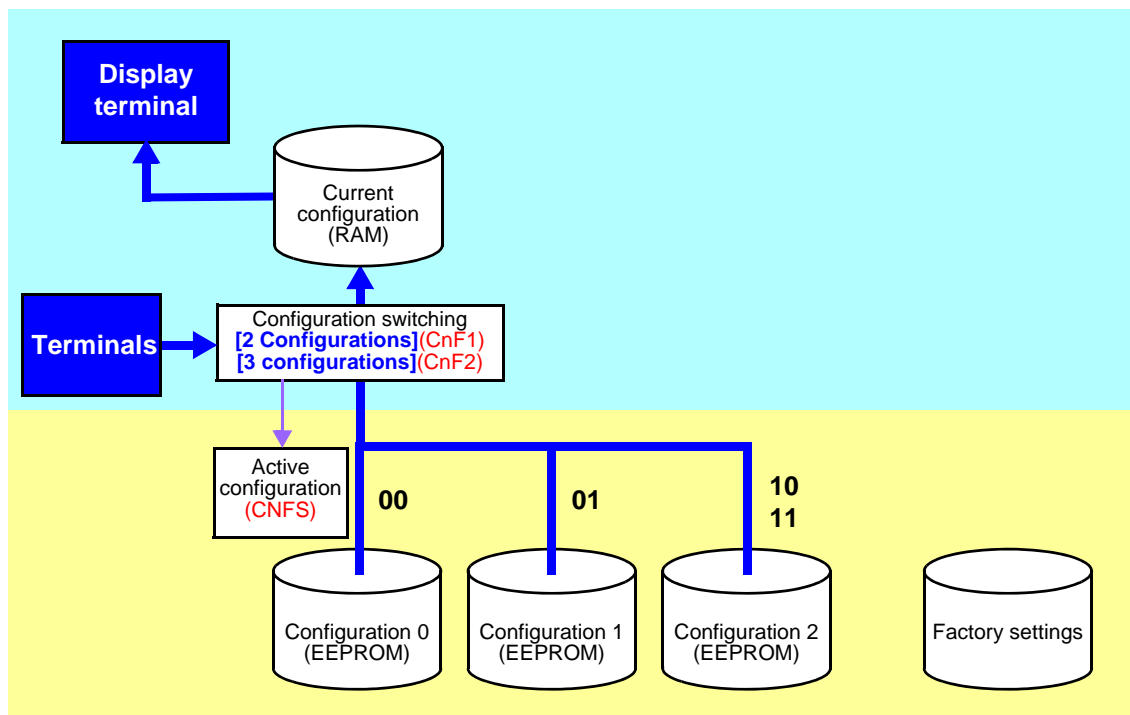 Display
terminal
Current
configuration
(RAM)
Terminals
Configuration switching
[2 Configurations](CnF1)
[3 configurations](CnF2)
Active
configuration
(CNFS)
00
01
10
11
Configuration 0
(EEPROM)
Configuration 1
(EEPROM)
Configuration 2
(EEPROM)
Factory settings